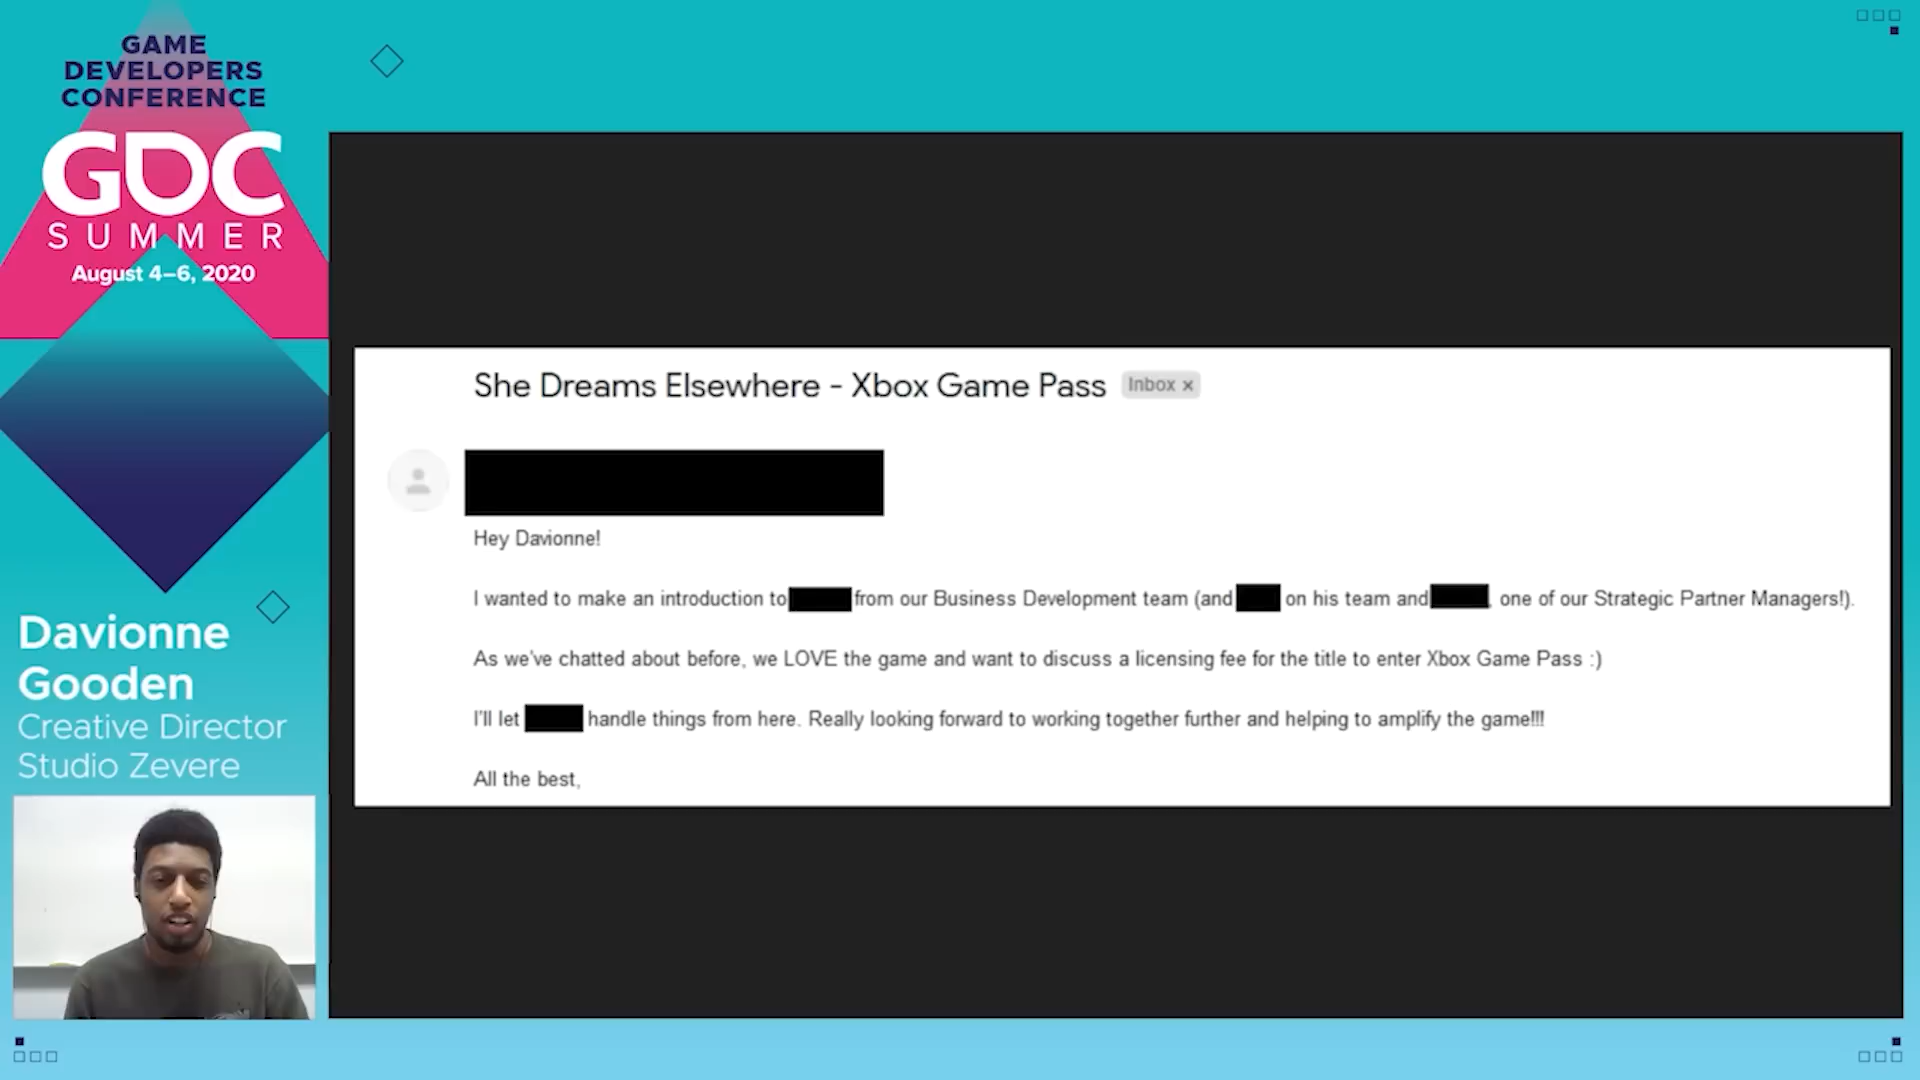 GAME
DEVELOPERS
CONFERENCE
GDC
SUMMER
August 4–6, 2020
Davionne
Gooden
Creative Director
Studio Zevere
She Dreams Elsewhere - Xbox Game Pass Inbox x
Hey Davionne!
I wanted to make an introduction to from our Business Development team (and on his team and , one of our Strategic Partner Managers!).
As we've chatted about before, we LOVE the game and want to discuss a licensing fee for the title to enter Xbox Game Pass :)
I'll let handle things from here. Really looking forward to working together further and helping to amplify the game!!!
All the best,